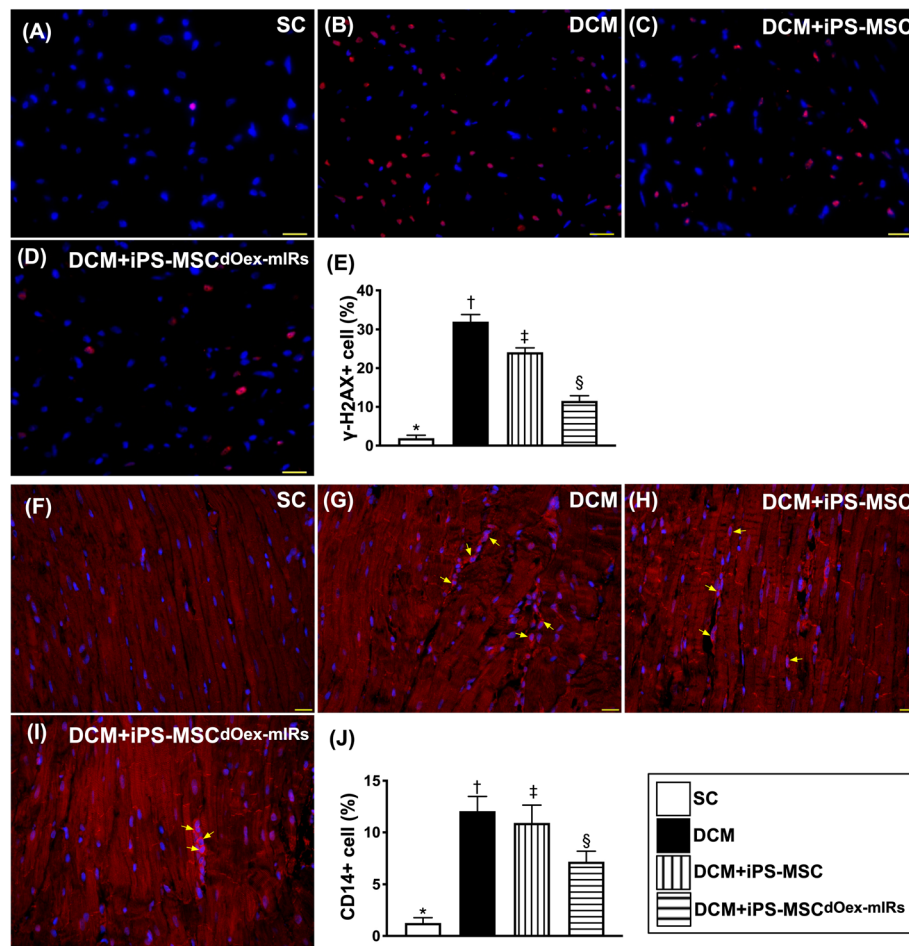 (A) SC
(B) DCM
(C) DCM+iPS-MSC
(D) DCM+iPS-MSCdOex-mIRs
(E)
γ-H2AX+ cell (%)
40
30
20
10
0
*
†
‡
§
(F) SC
(G) DCM
(H) DCM+iPS-MSC
(I) DCM+iPS-MSCdOex-mIRs
(J)
CD14+ cell (%)
15
10
5
0
*
†
‡
§
SC
DCM
DCM+iPS-MSC
DCM+iPS-MSCdOex-mIRs